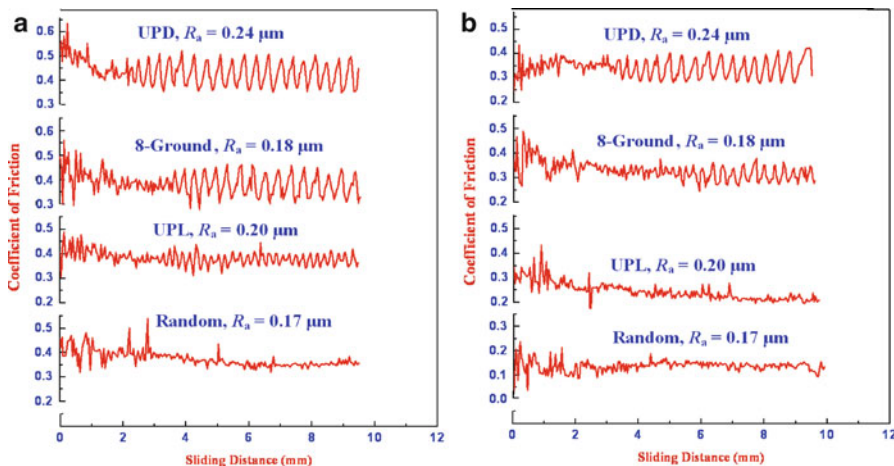 a
0.6
UPD, Rₐ = 0.24 μm
0.5
0.4
0.3
8-Ground, Rₐ = 0.18 μm
0.5
0.4
0.3
UPL, Rₐ = 0.20 μm
0.5
0.4
0.3
0.2
Random, Rₐ = 0.17 μm
0.5
0.4
0.3
0.2
Coefficient of Friction
0 2 4 6 8 10 12
Sliding Distance (mm)
b
UPD, Rₐ = 0.24 μm
0.5
0.4
0.3
0.2
8-Ground, Rₐ = 0.18 μm
0.5
0.4
0.3
0.2
UPL, Rₐ = 0.20 μm
0.5
0.4
0.3
0.2
Random, Rₐ = 0.17 μm
0.3
0.2
0.1
0.0
Coefficient of Friction
0 2 4 6 8 10 12
Sliding Distance (mm)